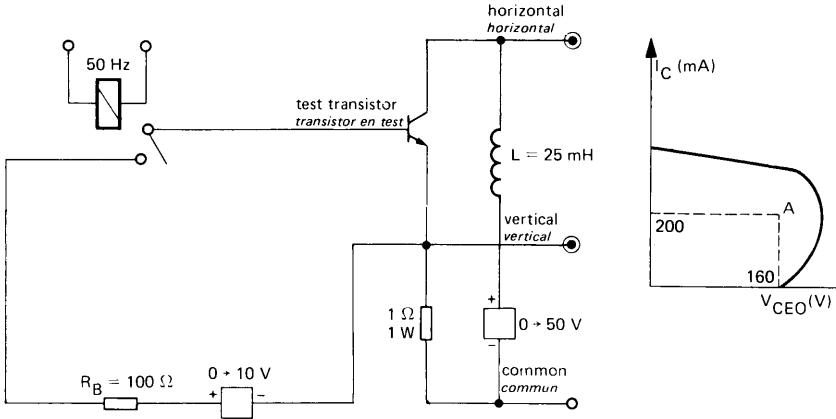 horizontal
horizontal
50 Hz
test transistor
transistor en test
L = 25 mH
vertical
vertical
1 Ω
1 W
+
0→50 V
−
R_B = 100 Ω
0→10 V
+ −
common
commun
I_C (mA)
A
200
160
V_CEO (V)